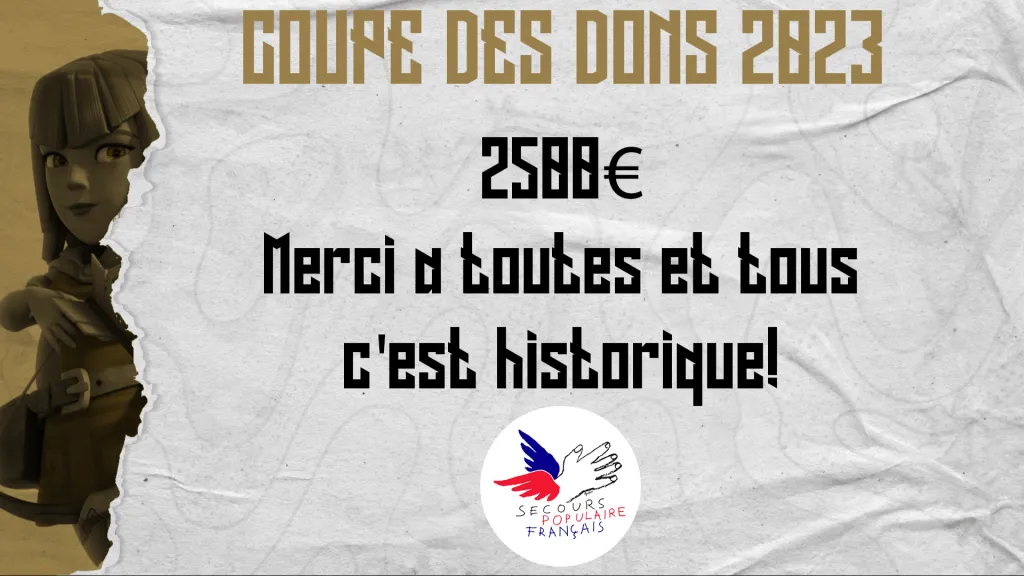 COUPE DES DONS 2023
2500€
Merci a toutes et tous
c'est historique!
SECOURS
POPULAIRE
FRANÇAIS